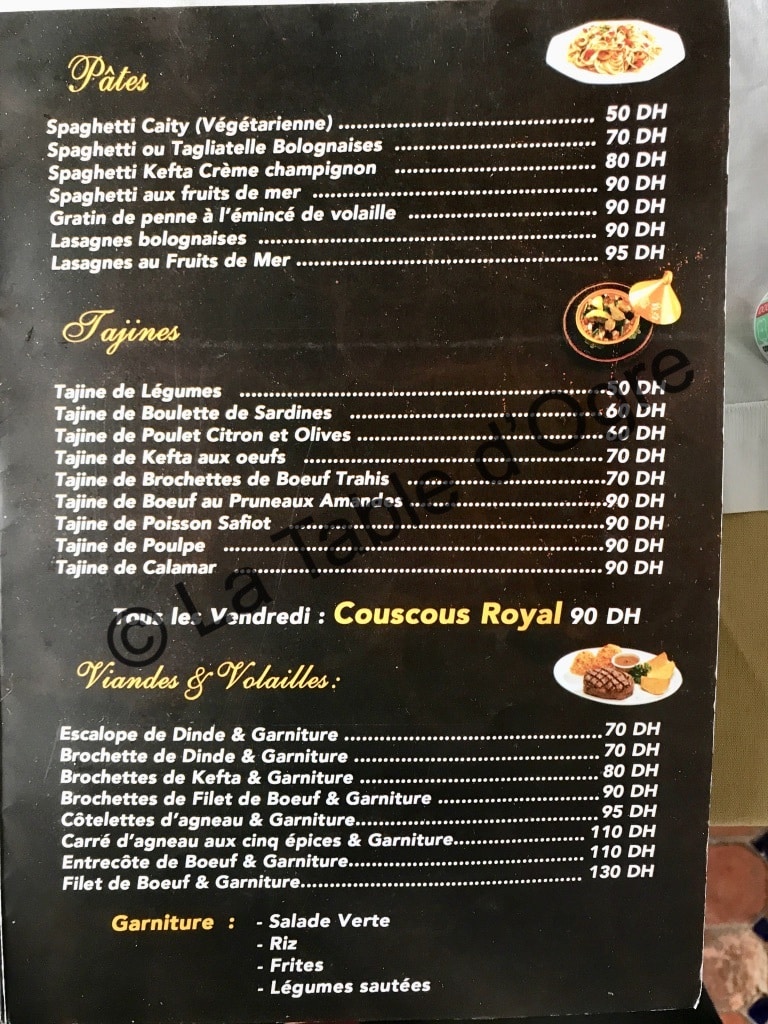 Pâtes
Spaghetti Caity (Végétarienne) ........ 50 DH
Spaghetti ou Tagliatelle Bolognaises ........ 70 DH
Spaghetti Kefta Crème champignon ........ 80 DH
Spaghetti aux fruits de mer ........ 90 DH
Gratin de penne à l'émincé de volaille ........ 90 DH
Lasagnes bolognaises ........ 90 DH
Lasagnes au Fruits de Mer ........ 95 DH
Tajines
Tajine de Légumes ........ 50 DH
Tajine de Boulette de Sardines ........ 60 DH
Tajine de Poulet Citron et Olives ........ 60 DH
Tajine de Kefta aux oeufs ........ 70 DH
Tajine de Brochettes de Boeuf Trahis ........ 70 DH
Tajine de Boeuf au Pruneaux Amandes ........ 90 DH
Tajine de Poisson Safiot ........ 90 DH
Tajine de Poulpe ........ 90 DH
Tajine de Calamar ........ 90 DH
© La Table d'Ogre
Tous les Vendredi : Couscous Royal 90 DH
Viandes & Volailles :
Escalope de Dinde & Garniture ........ 70 DH
Brochette de Dinde & Garniture ........ 70 DH
Brochettes de Kefta & Garniture ........ 80 DH
Brochettes de Filet de Boeuf & Garniture ........ 90 DH
Côtelettes d'agneau & Garniture ........ 95 DH
Carré d'agneau aux cinq épices & Garniture ........ 110 DH
Entrecôte de Boeuf & Garniture ........ 110 DH
Filet de Boeuf & Garniture ........ 130 DH
Garniture : - Salade Verte
- Riz
- Frites
- Légumes sautées